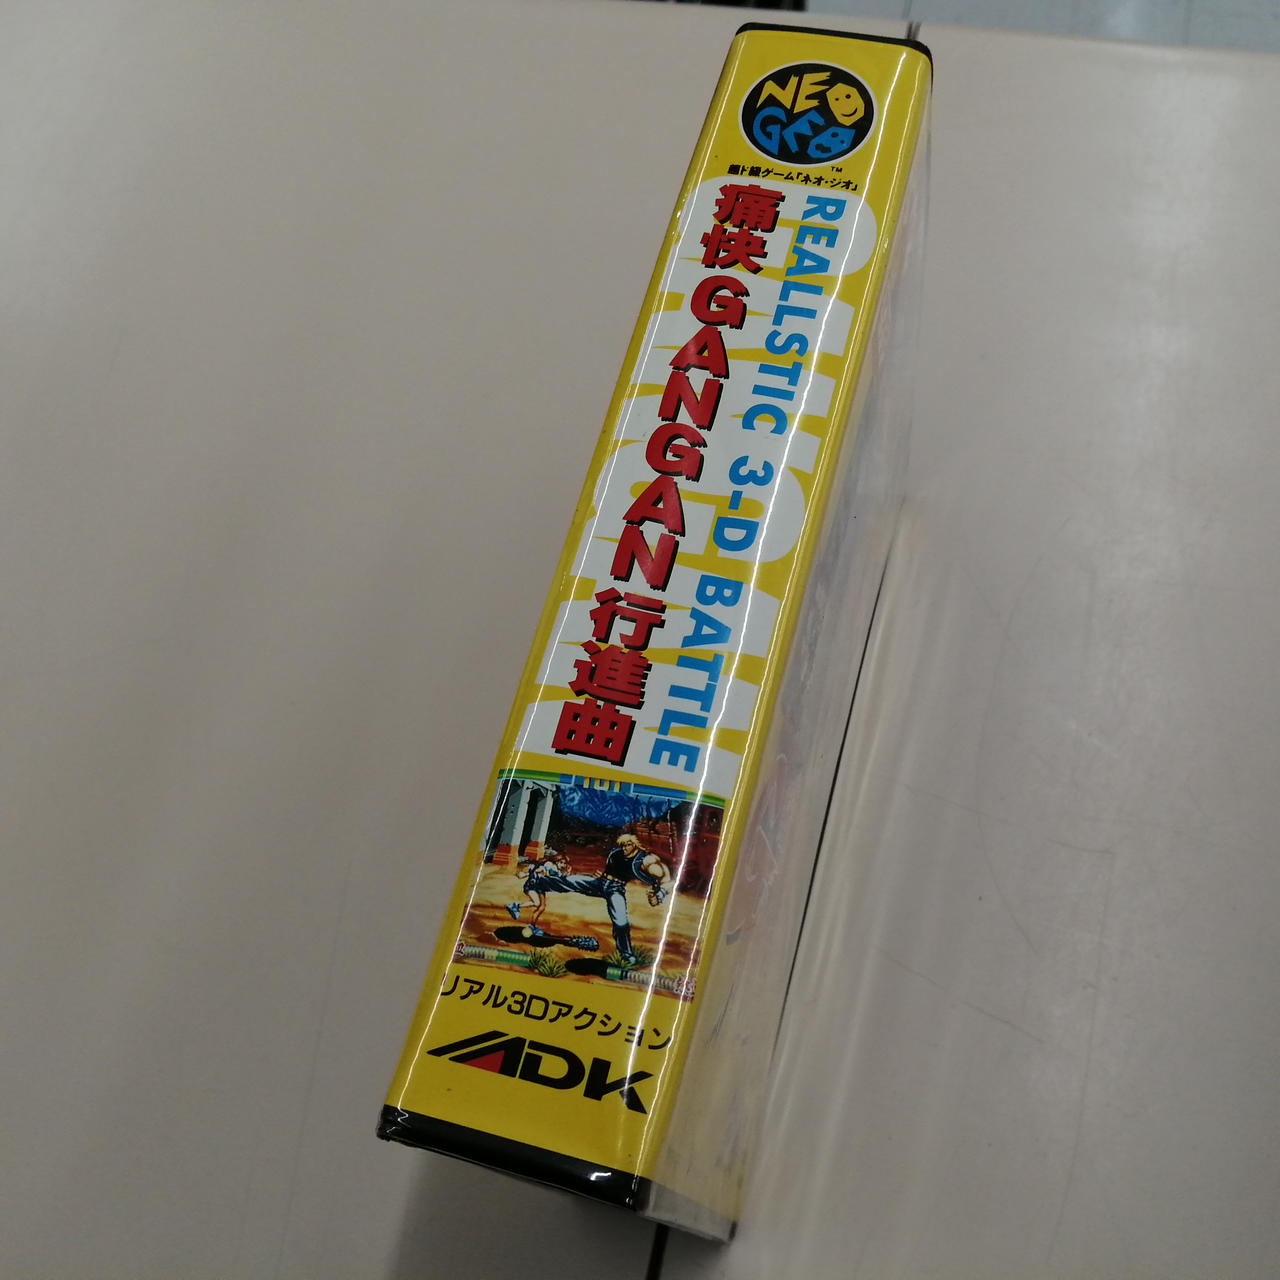 NEO
GEO
TM
超ド級ゲーム「ネオ・ジオ」
REALLSTIC 3-D BATTLE
痛快GANGAN行進曲
リアル3Dアクション
ADK